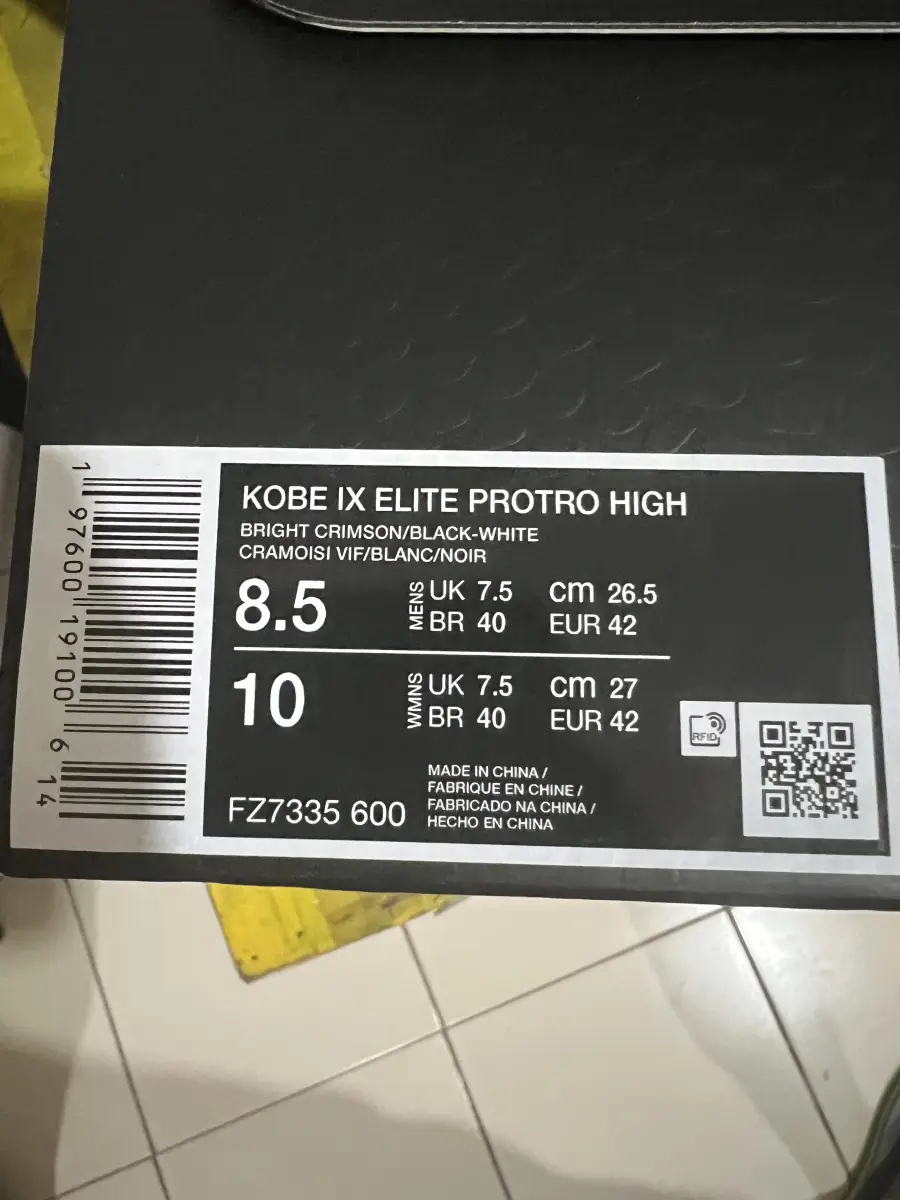 KOBE IX ELITE PROTRO HIGH
BRIGHT CRIMSON/BLACK-WHITE
CRAMOISI VIF/BLANC/NOIR
8.5 MENS UK 7.5 cm 26.5
BR 40 EUR 42
10 WMNS UK 7.5 cm 27
BR 40 EUR 42
FZ7335 600
MADE IN CHINA /
FABRIQUE EN CHINE /
FABRICADO NA CHINA /
HECHO EN CHINA
RFID
1 97600 19100 6 14